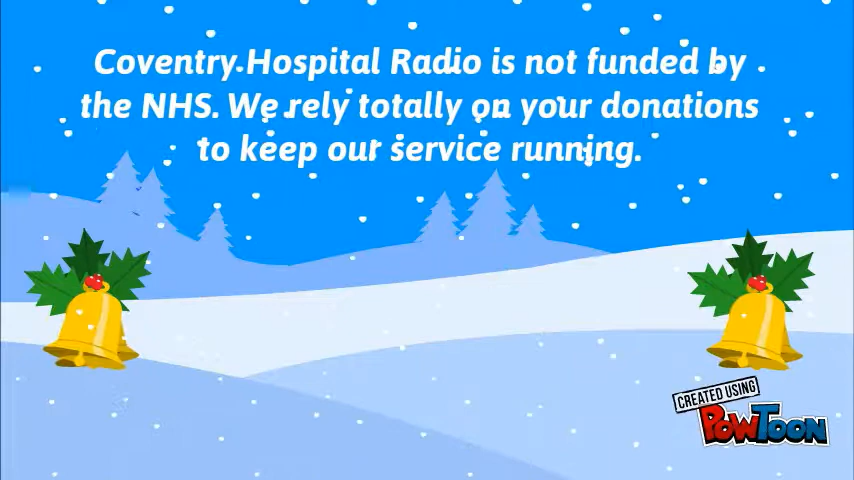 Coventry Hospital Radio is not funded by
the NHS. We rely totally on your donations
to keep our service running.
CREATED USING
POWTOON